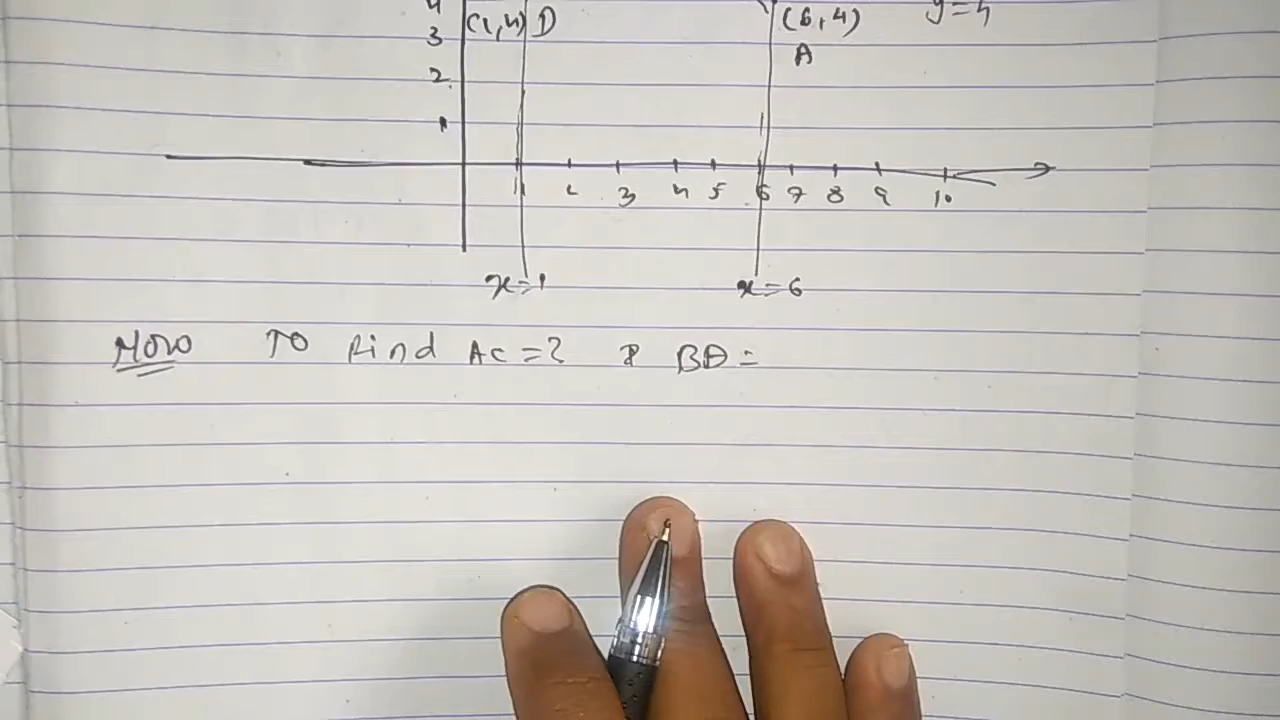 4
(1,4) D (6,4) y=4
3 A
2
1
1 2 3 4 5 6 7 8 9 10
x=1 x=6
Now TO Find AC=? & BD=